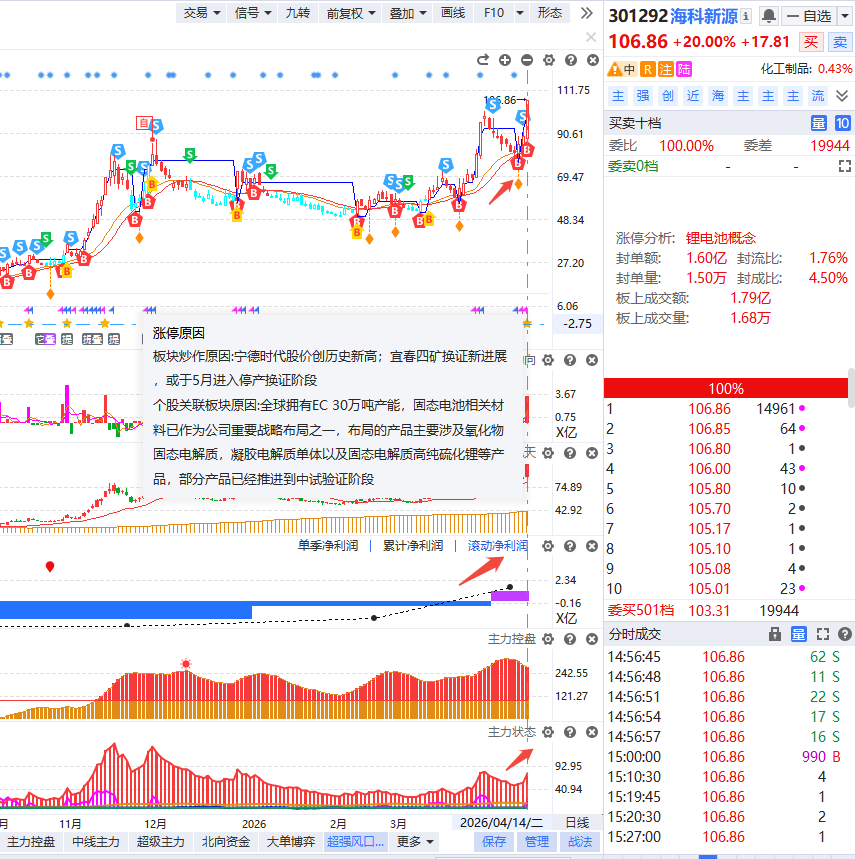 交易 信号 九转 前复权 叠加 画线 F10 形态
301292 海科新源 自选
106.86 +20.00% +17.81 买 卖
中 R 注 陆 化工制品: 0.43%
主 强 创 近 海 主 主 主 流
买卖十档 量 10
委比 100.00% 委差 19944
委卖0档 - -
涨停分析: 锂电池概念
封单额: 1.60亿 封流比: 1.76%
封单量: 1.50万 封成比: 4.50%
板上成交额: 1.79亿
板上成交量: 1.68万
100%
1 106.86 14961
2 106.85 64
3 106.80 1
4 106.00 43
5 105.80 10
6 105.70 2
7 105.17 1
8 105.10 1
9 105.08 4
10 105.01 23
委买501档 103.31 19944
分时成交 量
14:56:45 106.86 62 S
14:56:48 106.86 11 S
14:56:51 106.86 22 S
14:56:54 106.86 17 S
14:56:57 106.86 16 S
15:00:00 106.86 990 B
15:10:30 106.86 4
15:19:45 106.86 1
15:20:30 106.86 2
15:27:00 106.86 1
106.86
111.75
90.61
69.47
48.34
27.20
6.06
-2.75
涨停原因
板块炒作原因:宁德时代股价创历史新高；宜春四矿换证新进展
，或于5月进入停产换证阶段
个股关联板块原因:全球拥有EC 30万吨产能，固态电池相关材
料已作为公司重要战略布局之一，布局的产品主要涉及氧化物
固态电解质，凝胶电解质单体以及固态电解质高纯硫化锂等产
品，部分产品已经推进到中试验证阶段
向
3.67
0.75
X亿
天
74.89
42.92
单季净利润 | 累计净利润 | 滚动净利润
2.34
-0.16
X亿
主力控盘
242.55
121.27
主力状态
92.95
40.94
月 11月 12月 2026 2月 3月 2026/04/14/二 日线
主力控盘 中线主力 超级主力 北向资金 大单博弈 超强风口... 更多 保存 管理 战法